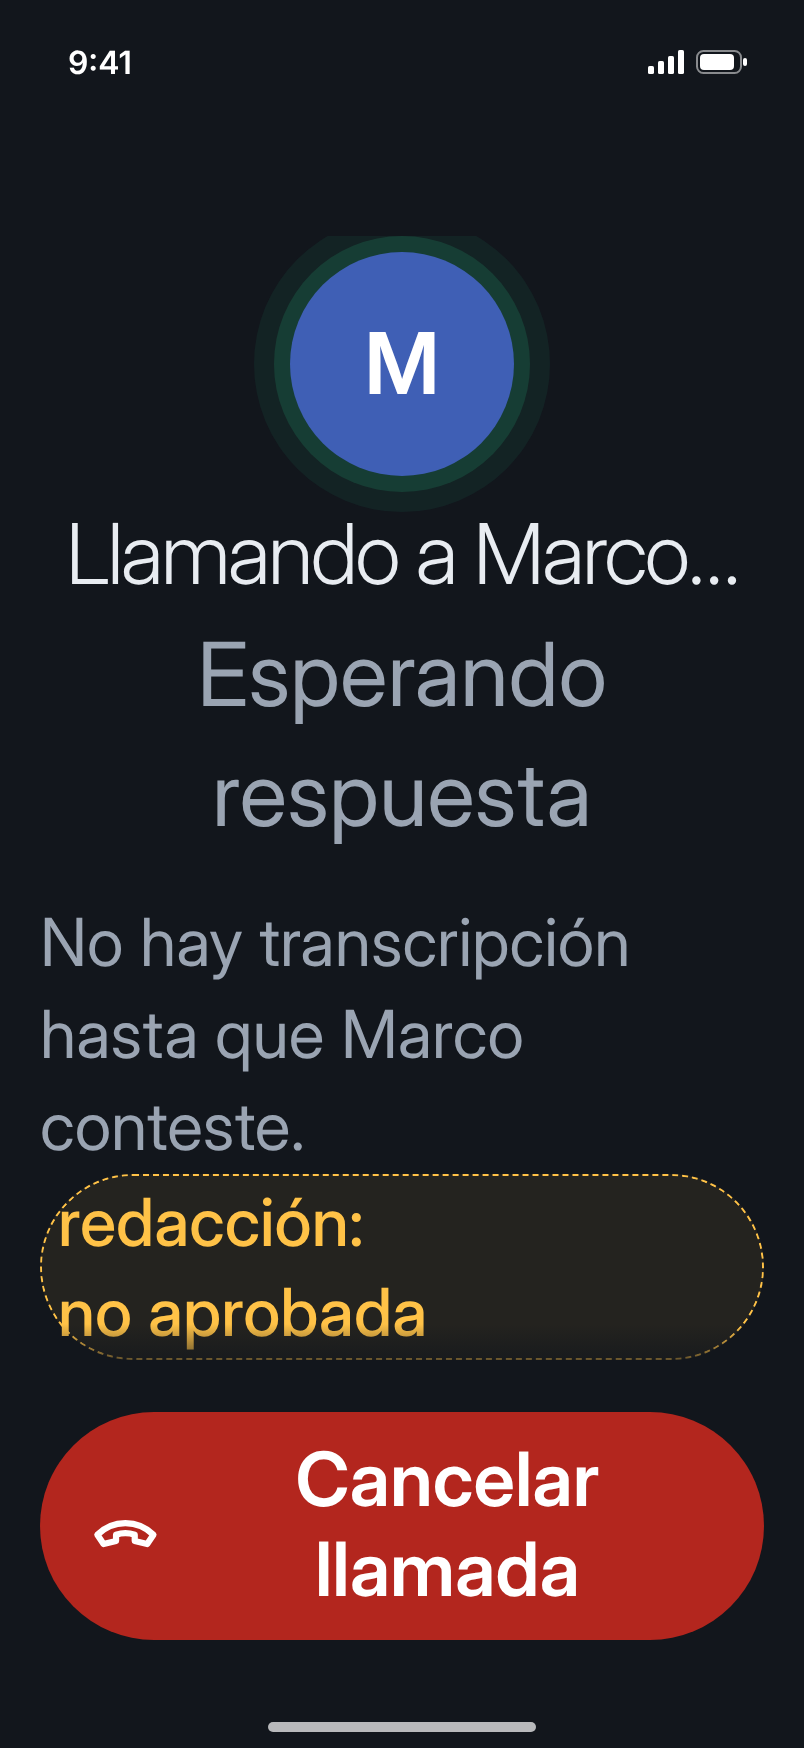 9:41
M
Llamando a Marco...
Esperando
respuesta
No hay transcripción
hasta que Marco
conteste.
redacción:
no aprobada
Cancelar
llamada